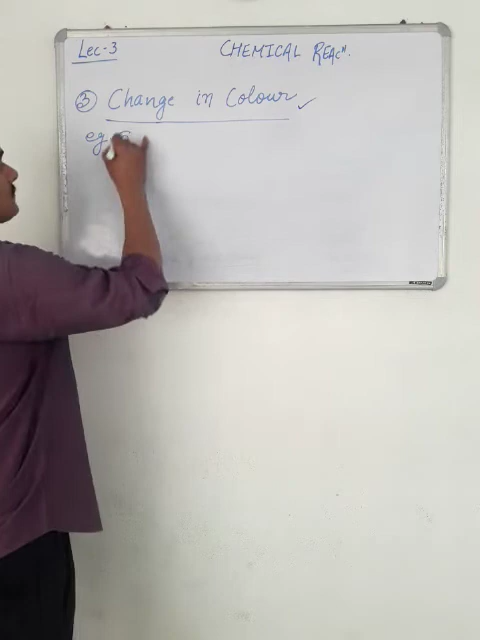 Lec-3
CHEMICAL REACⁿ.
③ Change in Colour ✓
eg